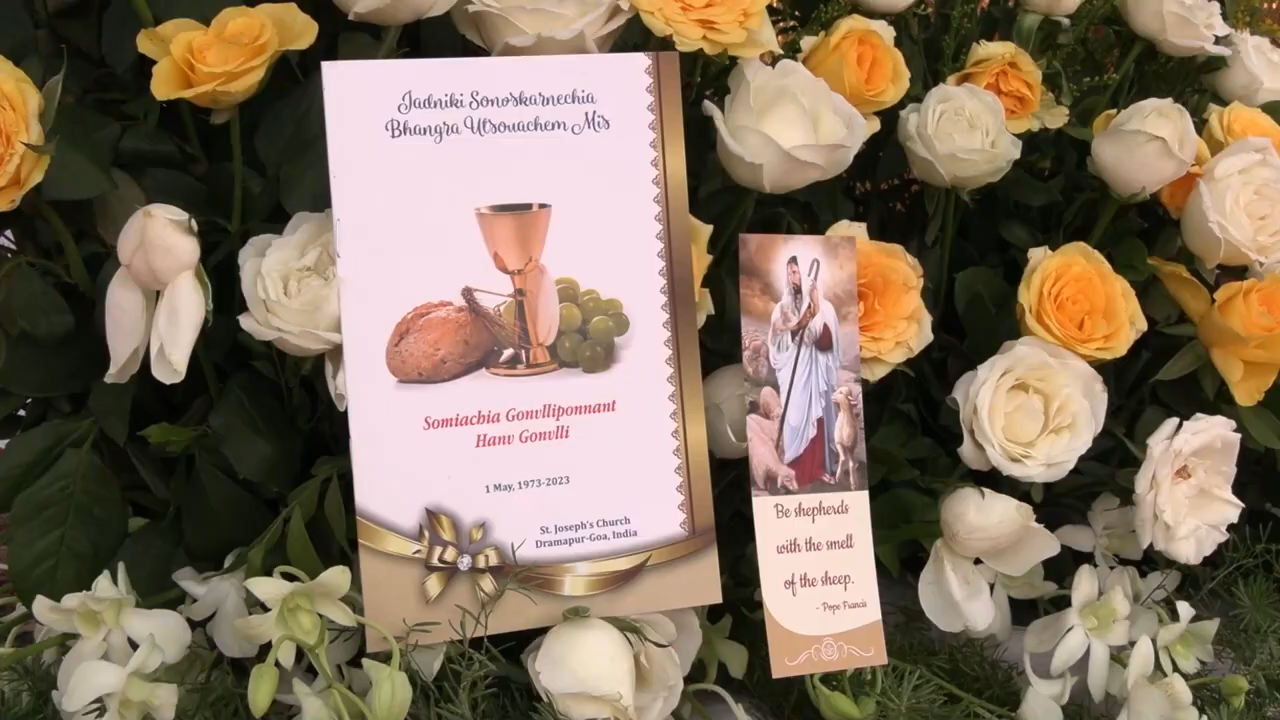 Jadniki Sonoskarnechia
Bhangra Utsouachem Mis
Somiachia Gonvlliponnant
Hanv Gonvlli
1 May, 1973-2023
St. Joseph's Church
Dramapur-Goa, India
Be shepherds
with the smell
of the sheep.
- Pope Francis